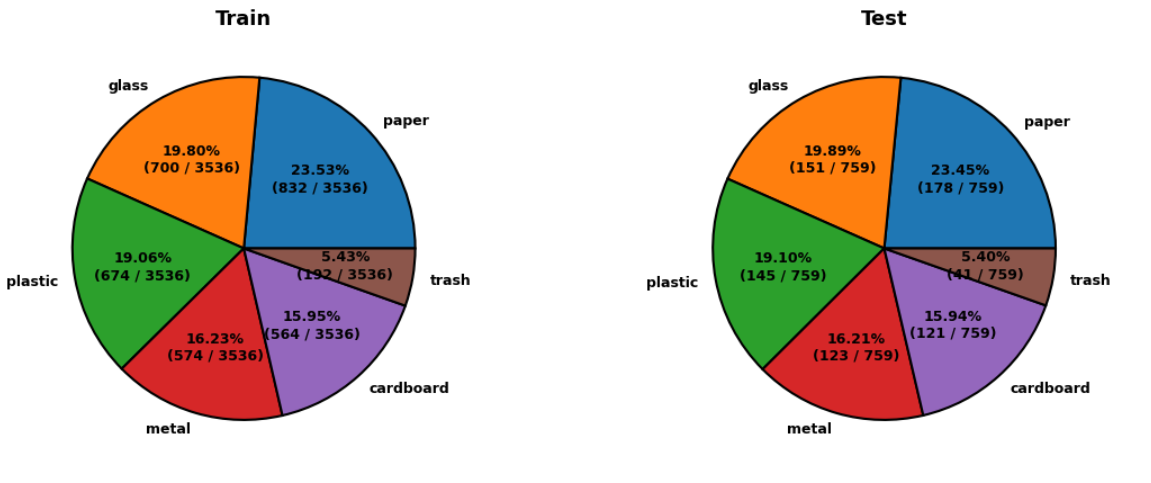 Train
glass
paper
19.80%
(700 / 3536)
23.53%
(832 / 3536)
19.06%
(674 / 3536)
5.43%
(192 / 3536)
plastic
trash
16.23%
(574 / 3536)
15.95%
(564 / 3536)
cardboard
metal
Test
glass
paper
19.89%
(151 / 759)
23.45%
(178 / 759)
19.10%
(145 / 759)
5.40%
(41 / 759)
plastic
trash
16.21%
(123 / 759)
15.94%
(121 / 759)
cardboard
metal